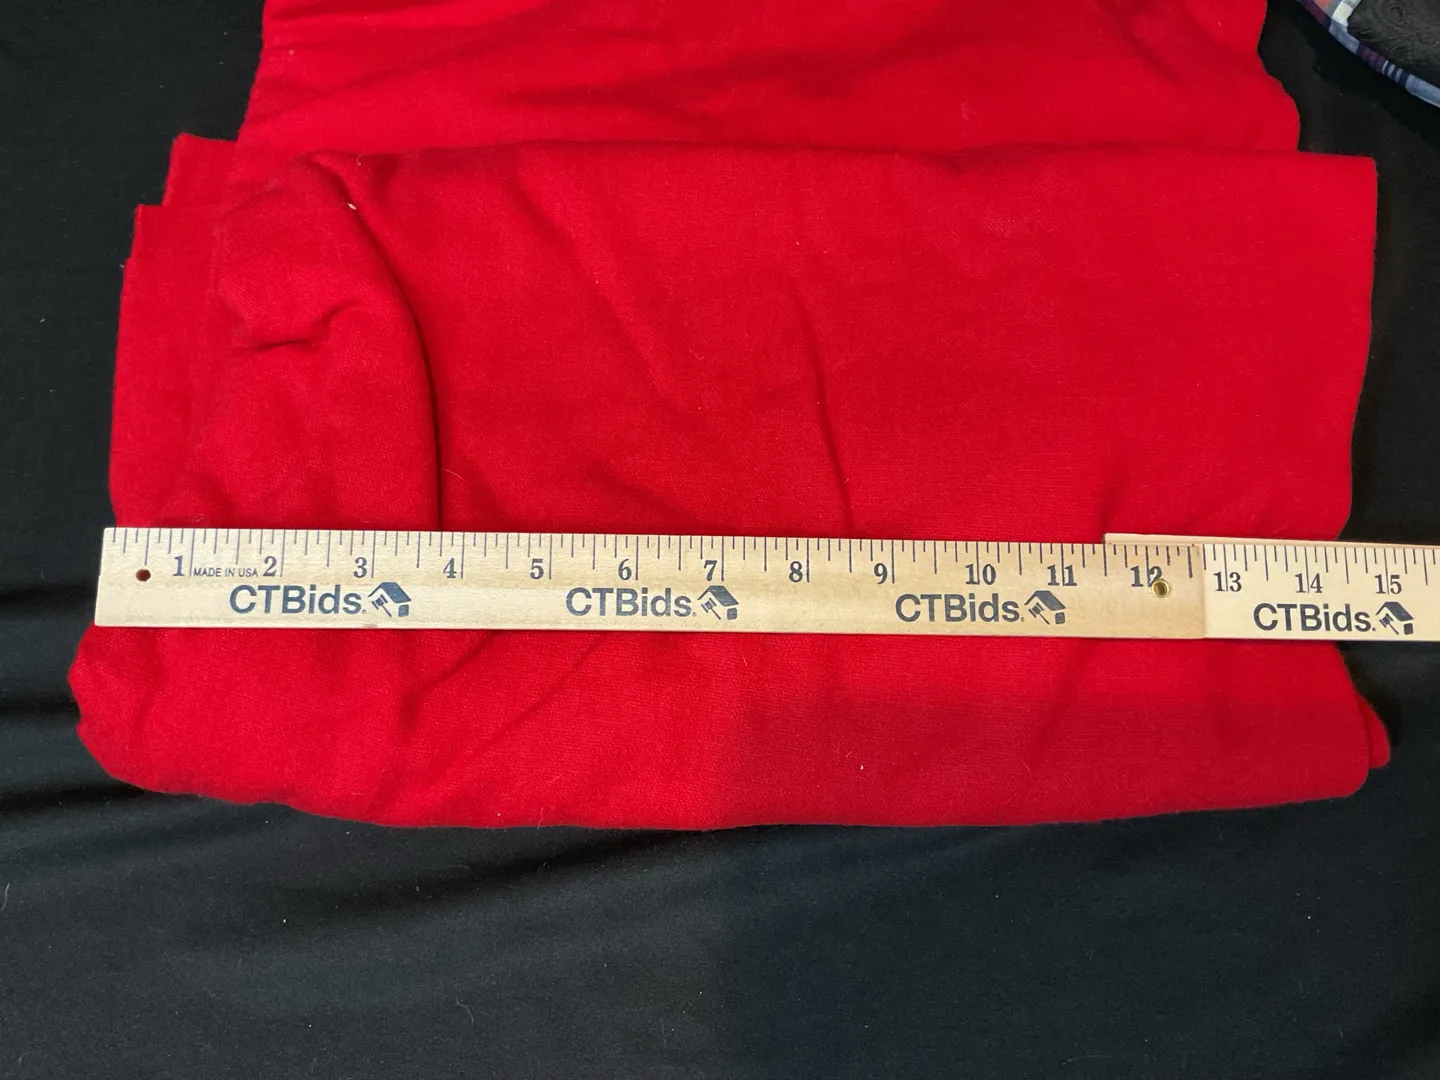 1 MADE IN USA 2 3 4 5 6 7 8 9 10 11 12 13 14 15
CTBids. CTBids. CTBids. CTBids.